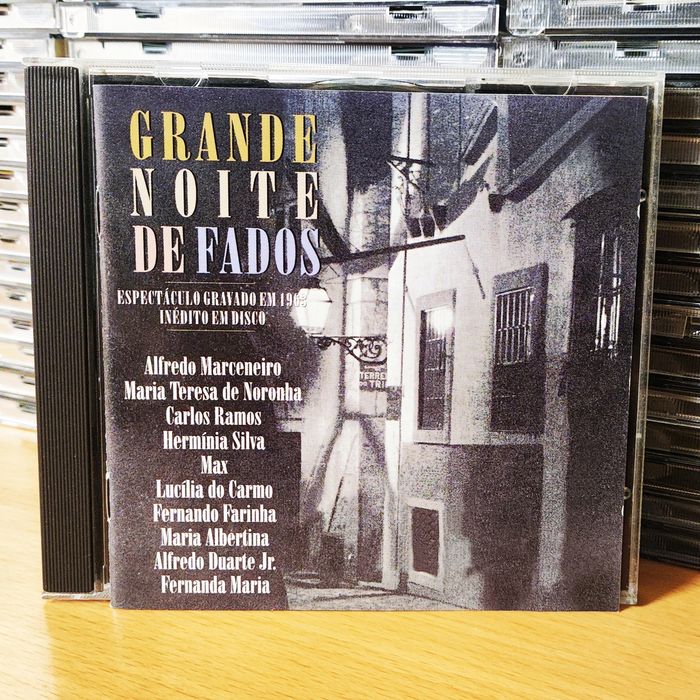 GRANDE
NOITE
DE FADOS
ESPECTÁCULO GRAVADO EM
INÉDITO EM DISCO
Alfredo Marceneiro
Maria Teresa de Noronha
Carlos Ramos
Hermínia Silva
Max
Lucília do Carmo
Fernando Farinha
Maria Albertina
Alfredo Duarte Jr.
Fernanda Maria